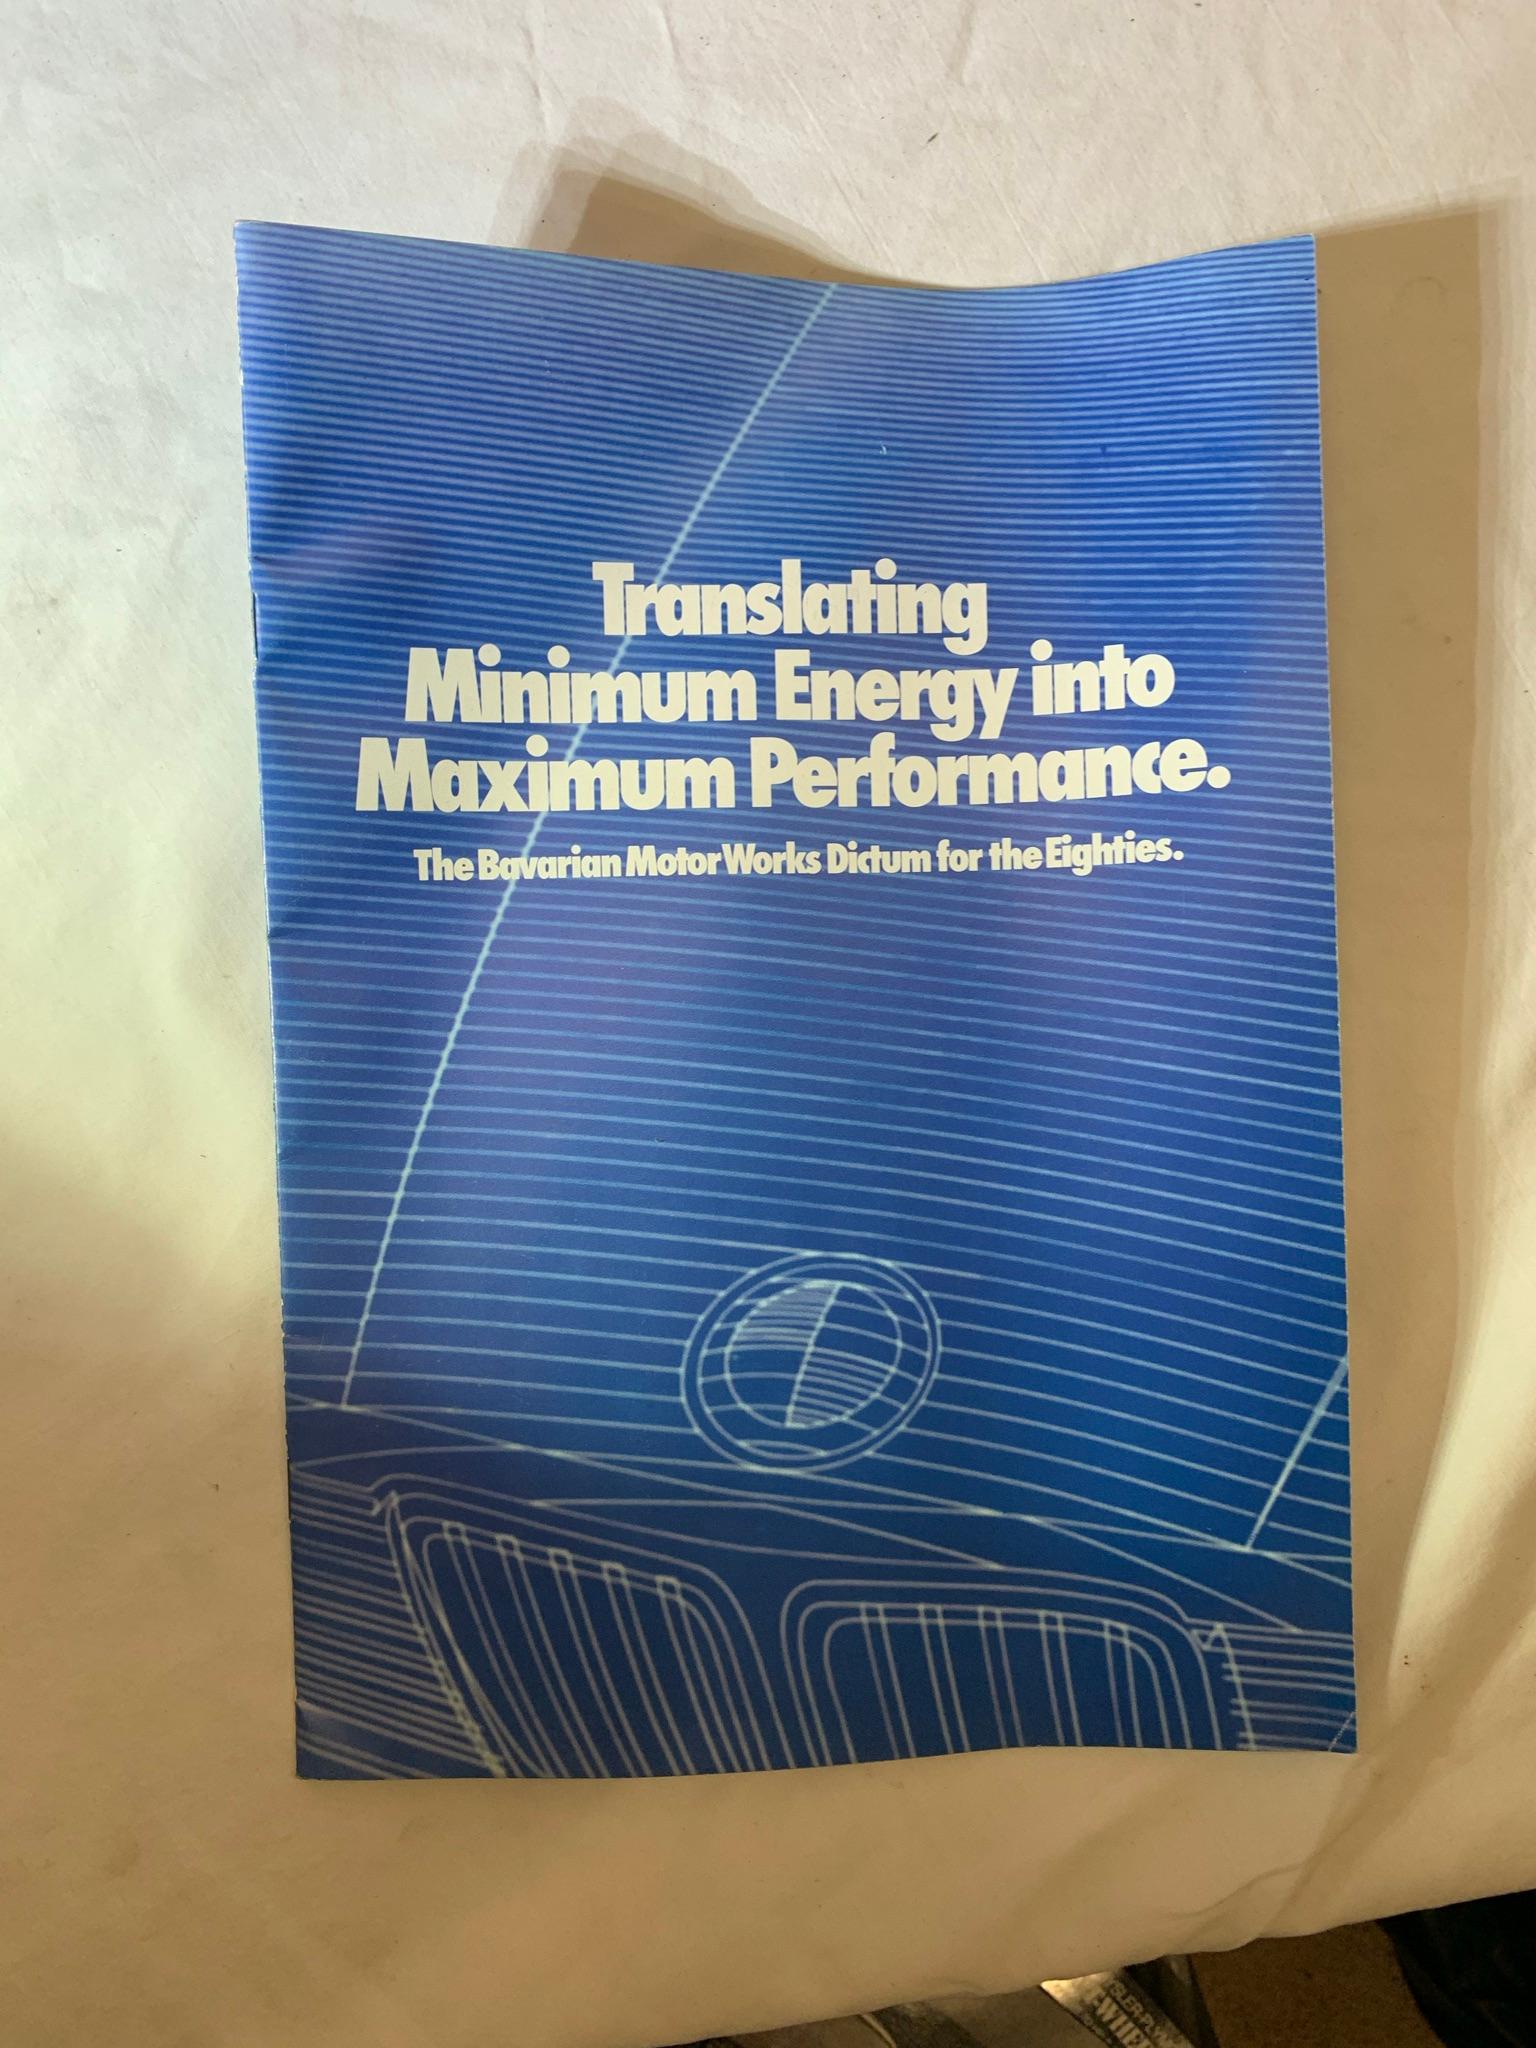 Translating
Minimum Energy into
Maximum Performance.
The Bavarian Motor Works Dictum for the Eighties.